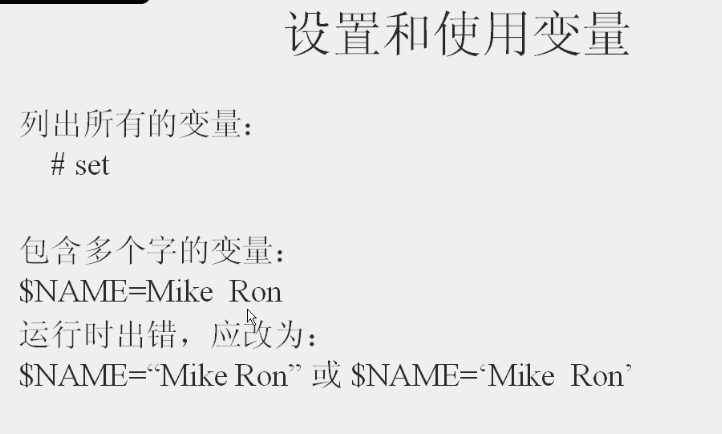 设置和使用变量
列出所有的变量：
# set
包含多个字的变量：
$NAME=Mike  Ron
运行时出错，应改为：
$NAME=“Mike Ron” 或 $NAME=‘Mike  Ron’